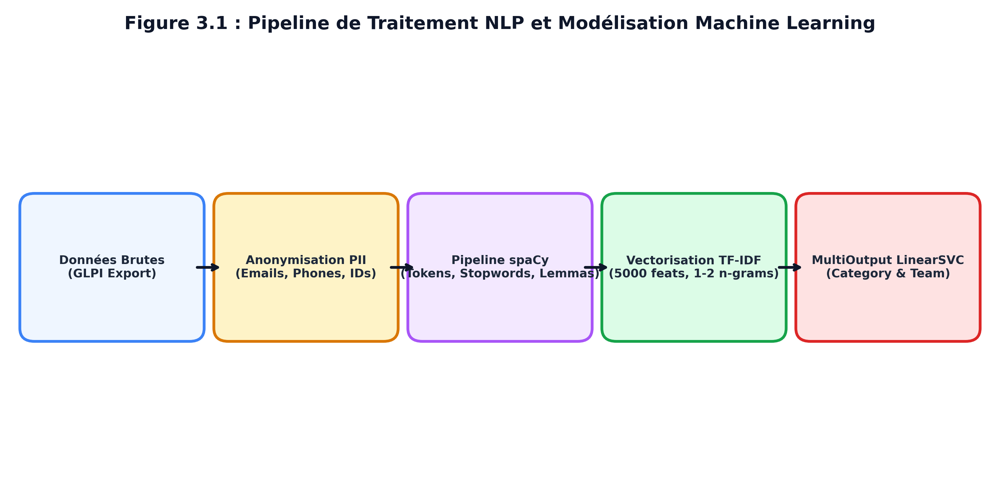 Figure 3.1 : Pipeline de Traitement NLP et Modélisation Machine Learning
Données Brutes
(GLPI Export)
Anonymisation PII
(Emails, Phones, IDs)
Pipeline spaCy
(Tokens, Stopwords, Lemmas)
Vectorisation TF-IDF
(5000 feats, 1-2 n-grams)
MultiOutput LinearSVC
(Category & Team)